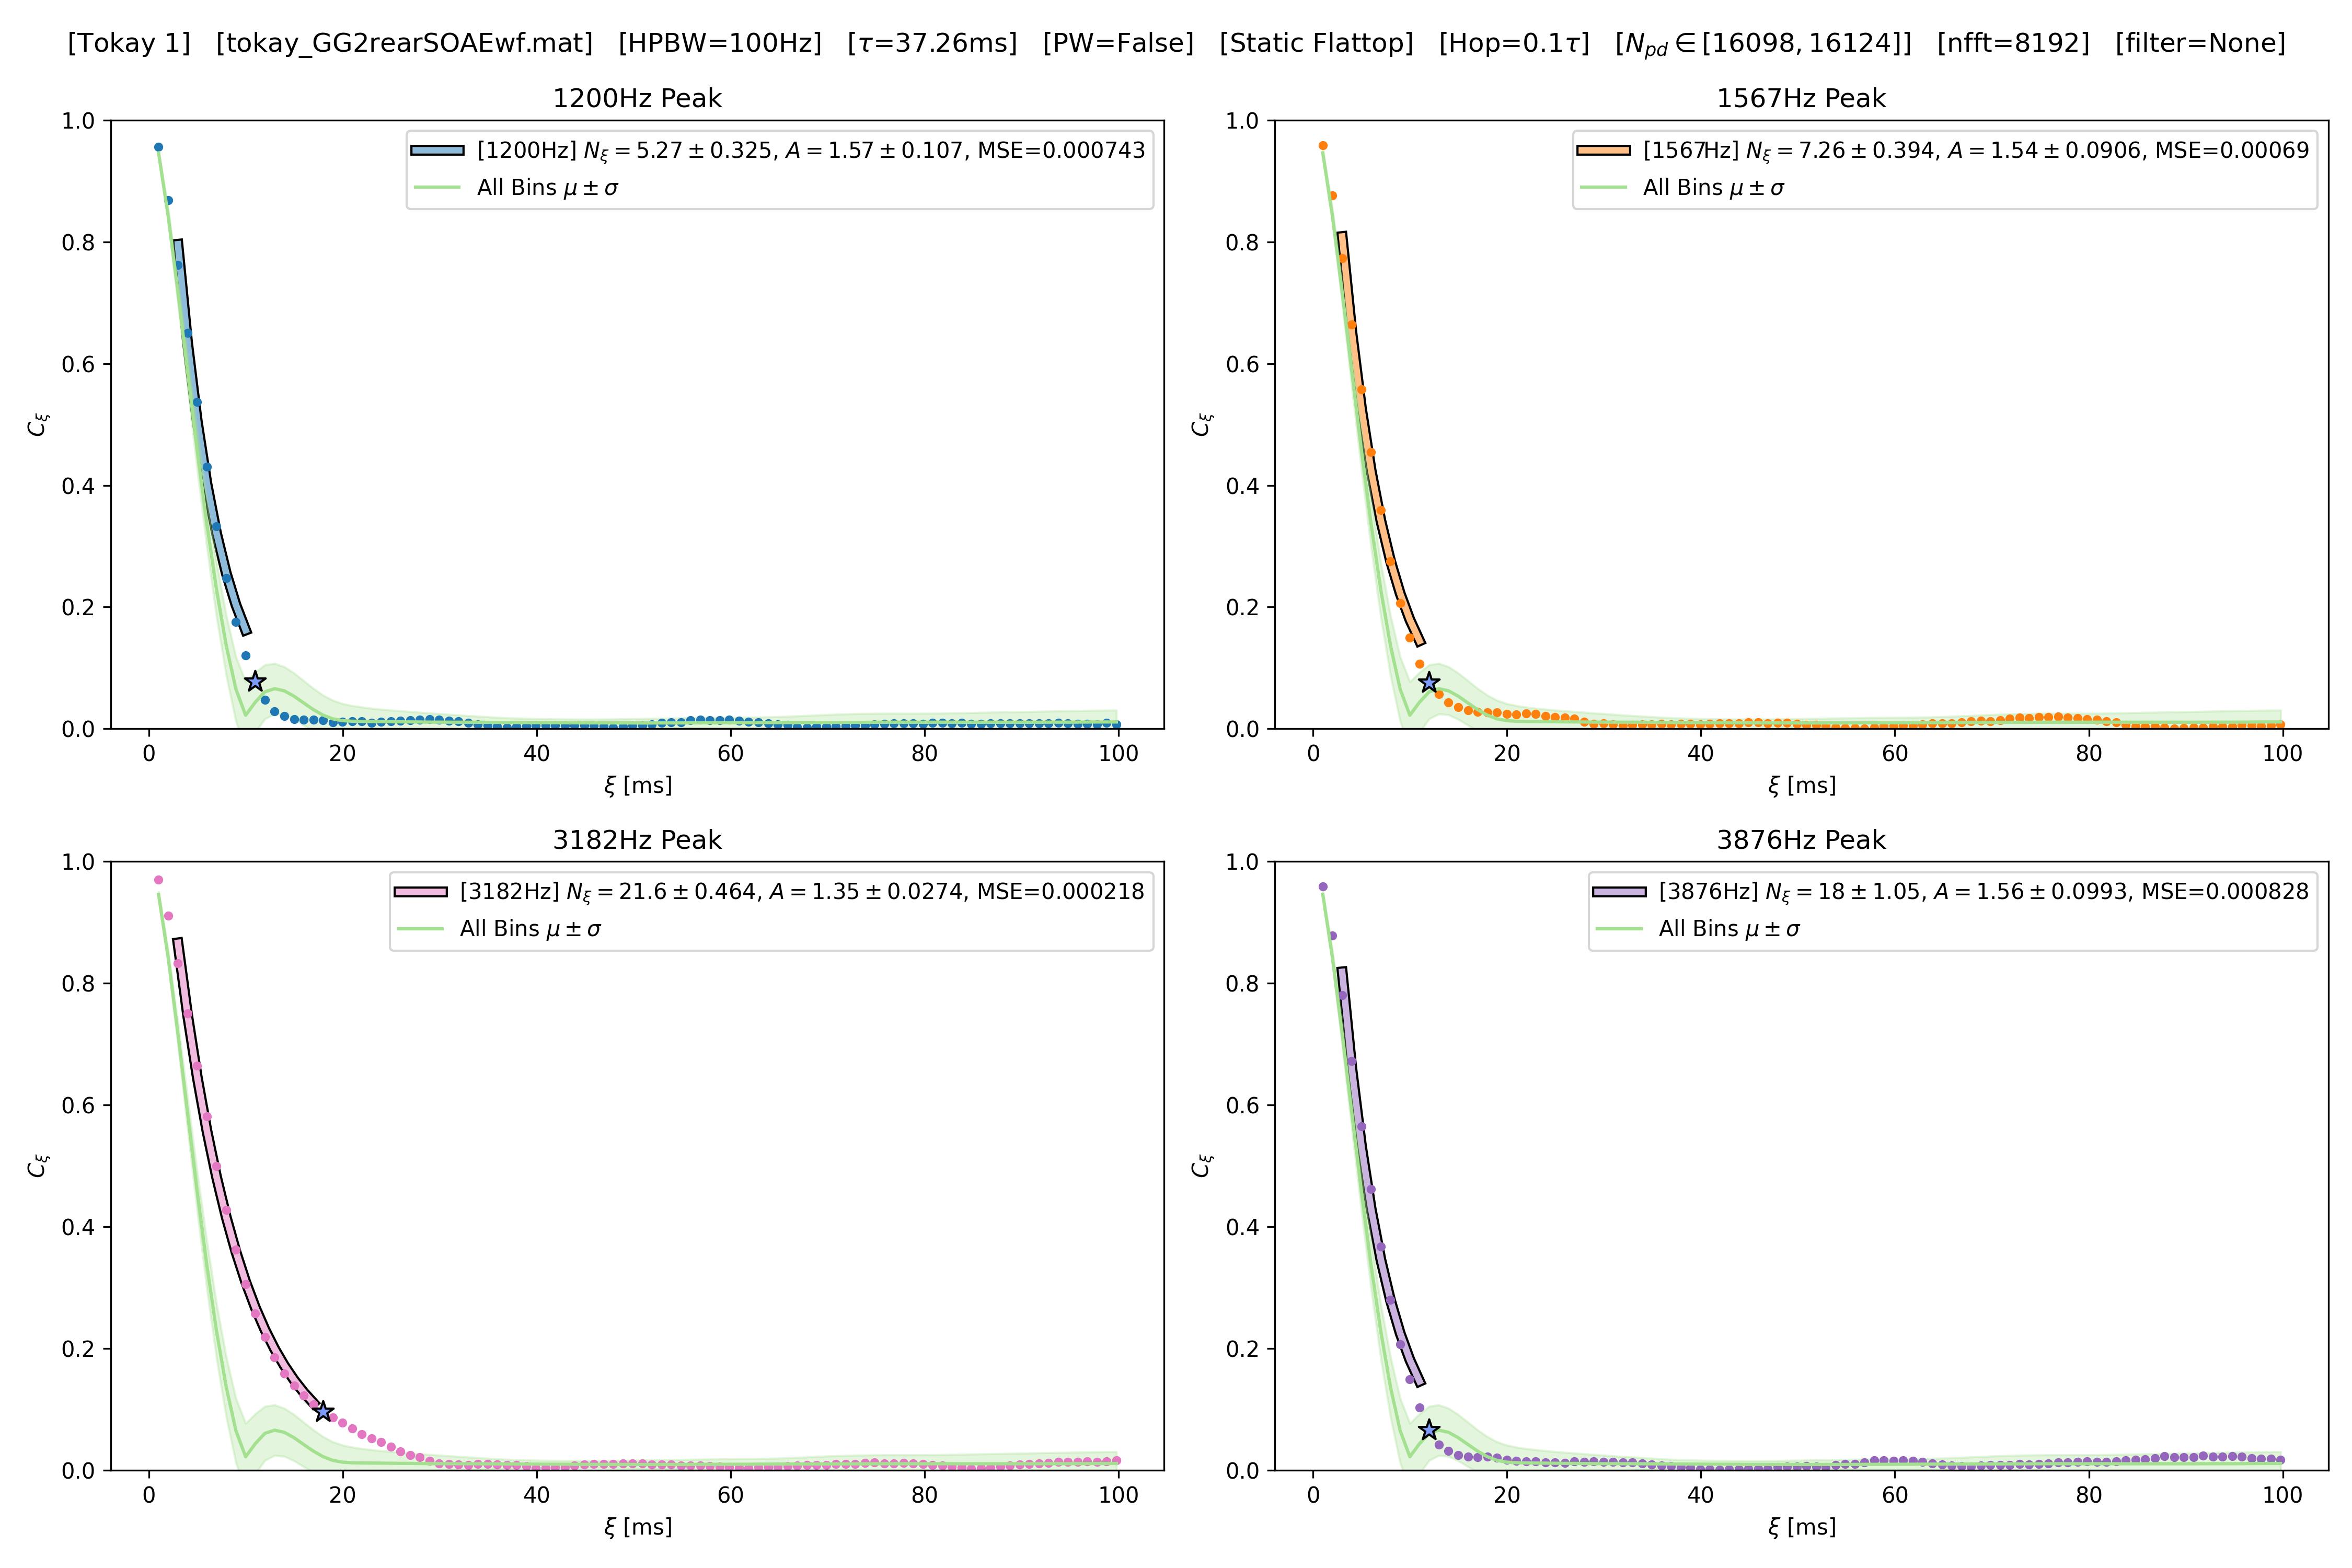 [Tokay 1] [tokay_GG2rearSOAEwf.mat] [HPBW=100Hz] [τ=37.26ms] [PW=False] [Static Flattop] [Hop=0.1τ] [N_pd ∈ [16098, 16124]] [nfft=8192] [filter=None]
1200Hz Peak
[1200Hz] N_ξ = 5.27 ± 0.325, A = 1.57 ± 0.107, MSE=0.000743
All Bins μ ± σ
1.0
0.8
0.6
0.4
0.2
0.0
C_ξ
0 20 40 60 80 100
ξ [ms]
1567Hz Peak
[1567Hz] N_ξ = 7.26 ± 0.394, A = 1.54 ± 0.0906, MSE=0.00069
All Bins μ ± σ
1.0
0.8
0.6
0.4
0.2
0.0
C_ξ
0 20 40 60 80 100
ξ [ms]
3182Hz Peak
[3182Hz] N_ξ = 21.6 ± 0.464, A = 1.35 ± 0.0274, MSE=0.000218
All Bins μ ± σ
1.0
0.8
0.6
0.4
0.2
0.0
C_ξ
0 20 40 60 80 100
ξ [ms]
3876Hz Peak
[3876Hz] N_ξ = 18 ± 1.05, A = 1.56 ± 0.0993, MSE=0.000828
All Bins μ ± σ
1.0
0.8
0.6
0.4
0.2
0.0
C_ξ
0 20 40 60 80 100
ξ [ms]